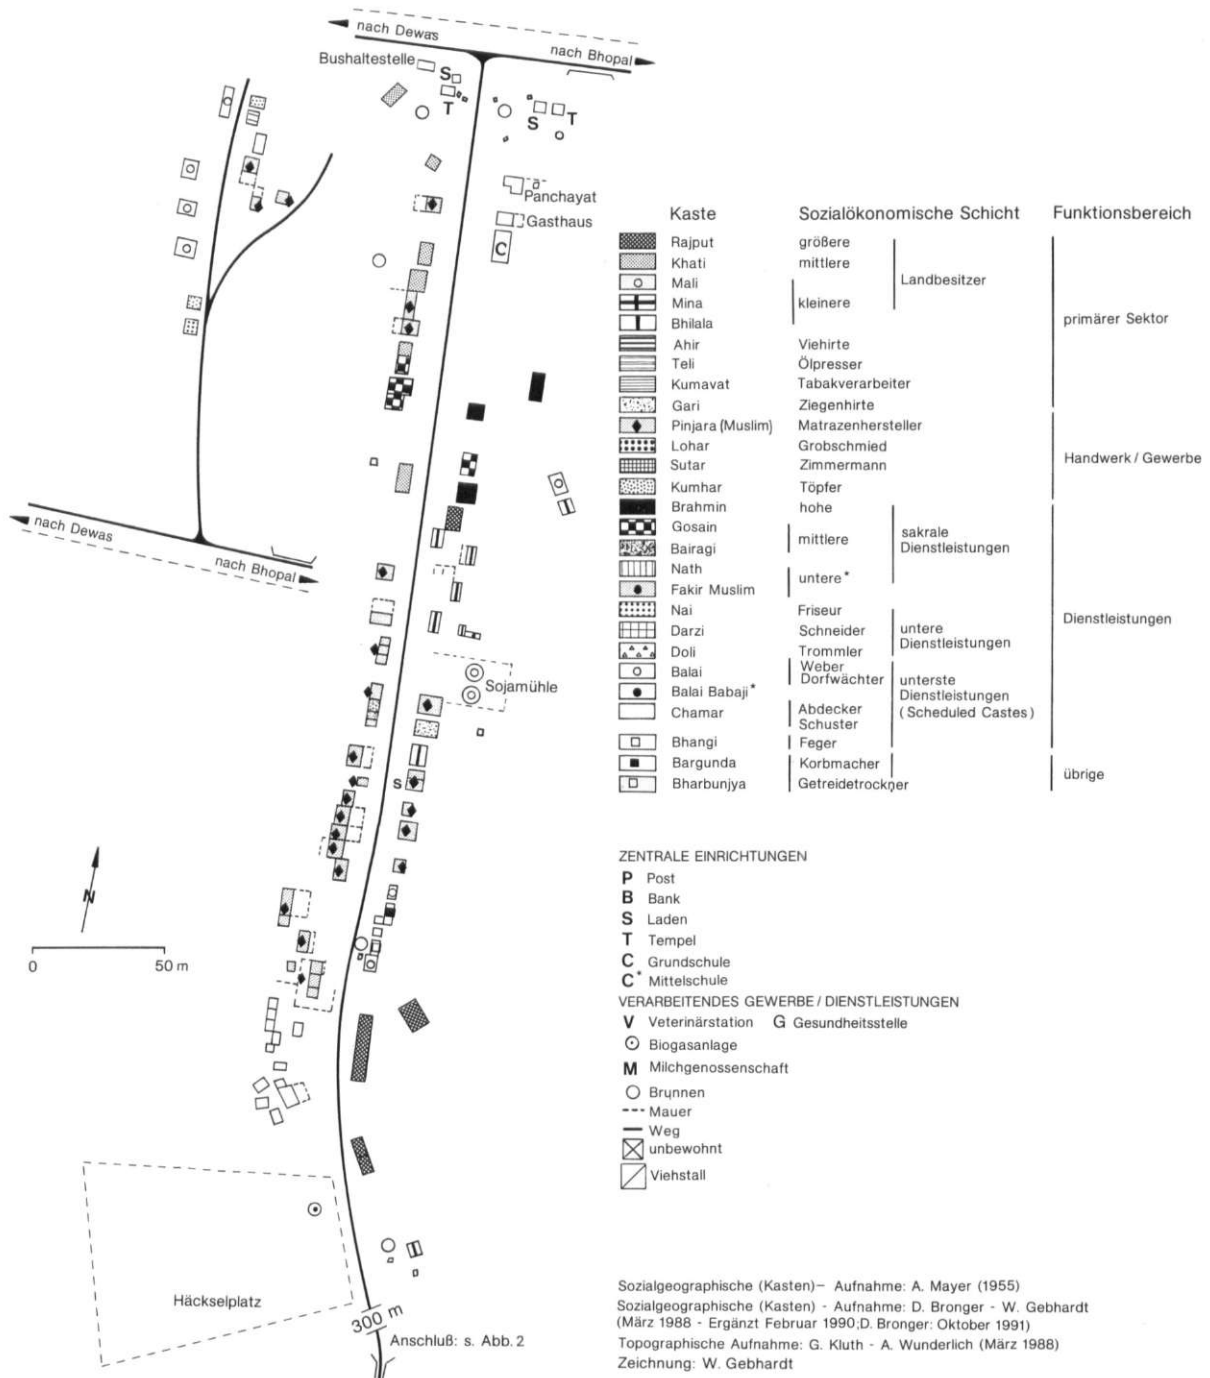 nach Dewas
nach Bhopal
Bushaltestelle
S
T
S
T
Panchayat
Gasthaus
C
nach Dewas
nach Bhopal
Sojamühle
S
N
0 50 m
Häckselplatz
300 m
Anschluß: s. Abb. 2
Kaste Sozialökonomische Schicht Funktionsbereich
Rajput größere
Khati mittlere
Landbesitzer
Mali
Mina kleinere
primärer Sektor
Bhilala
Ahir Viehirte
Teli Ölpresser
Kumavat Tabakverarbeiter
Gari Ziegenhirte
Pinjara (Muslim) Matrazenhersteller
Lohar Grobschmied
Handwerk / Gewerbe
Sutar Zimmermann
Kumhar Töpfer
Brahmin hohe
Gosain mittlere sakrale
Dienstleistungen
Bairagi
Nath untere*
Fakir Muslim
Nai Friseur
Dienstleistungen
Darzi Schneider untere
Dienstleistungen
Doli Trommler
Balai Weber
Dorfwächter
unterste
Dienstleistungen
(Scheduled Castes)
Balai Babaji*
Chamar Abdecker
Schuster
Bhangi Feger
Bargunda Korbmacher
übrige
Bharbunjya Getreidetrockner
ZENTRALE EINRICHTUNGEN
P Post
B Bank
S Laden
T Tempel
C Grundschule
C* Mittelschule
VERARBEITENDES GEWERBE / DIENSTLEISTUNGEN
V Veterinärstation G Gesundheitsstelle
Biogasanlage
M Milchgenossenschaft
Brunnen
Mauer
Weg
unbewohnt
Viehstall
Sozialgeographische (Kasten)– Aufnahme: A. Mayer (1955)
Sozialgeographische (Kasten) - Aufnahme: D. Bronger - W. Gebhardt
(März 1988 - Ergänzt Februar 1990;D. Bronger: Oktober 1991)
Topographische Aufnahme: G. Kluth - A. Wunderlich (März 1988)
Zeichnung: W. Gebhardt